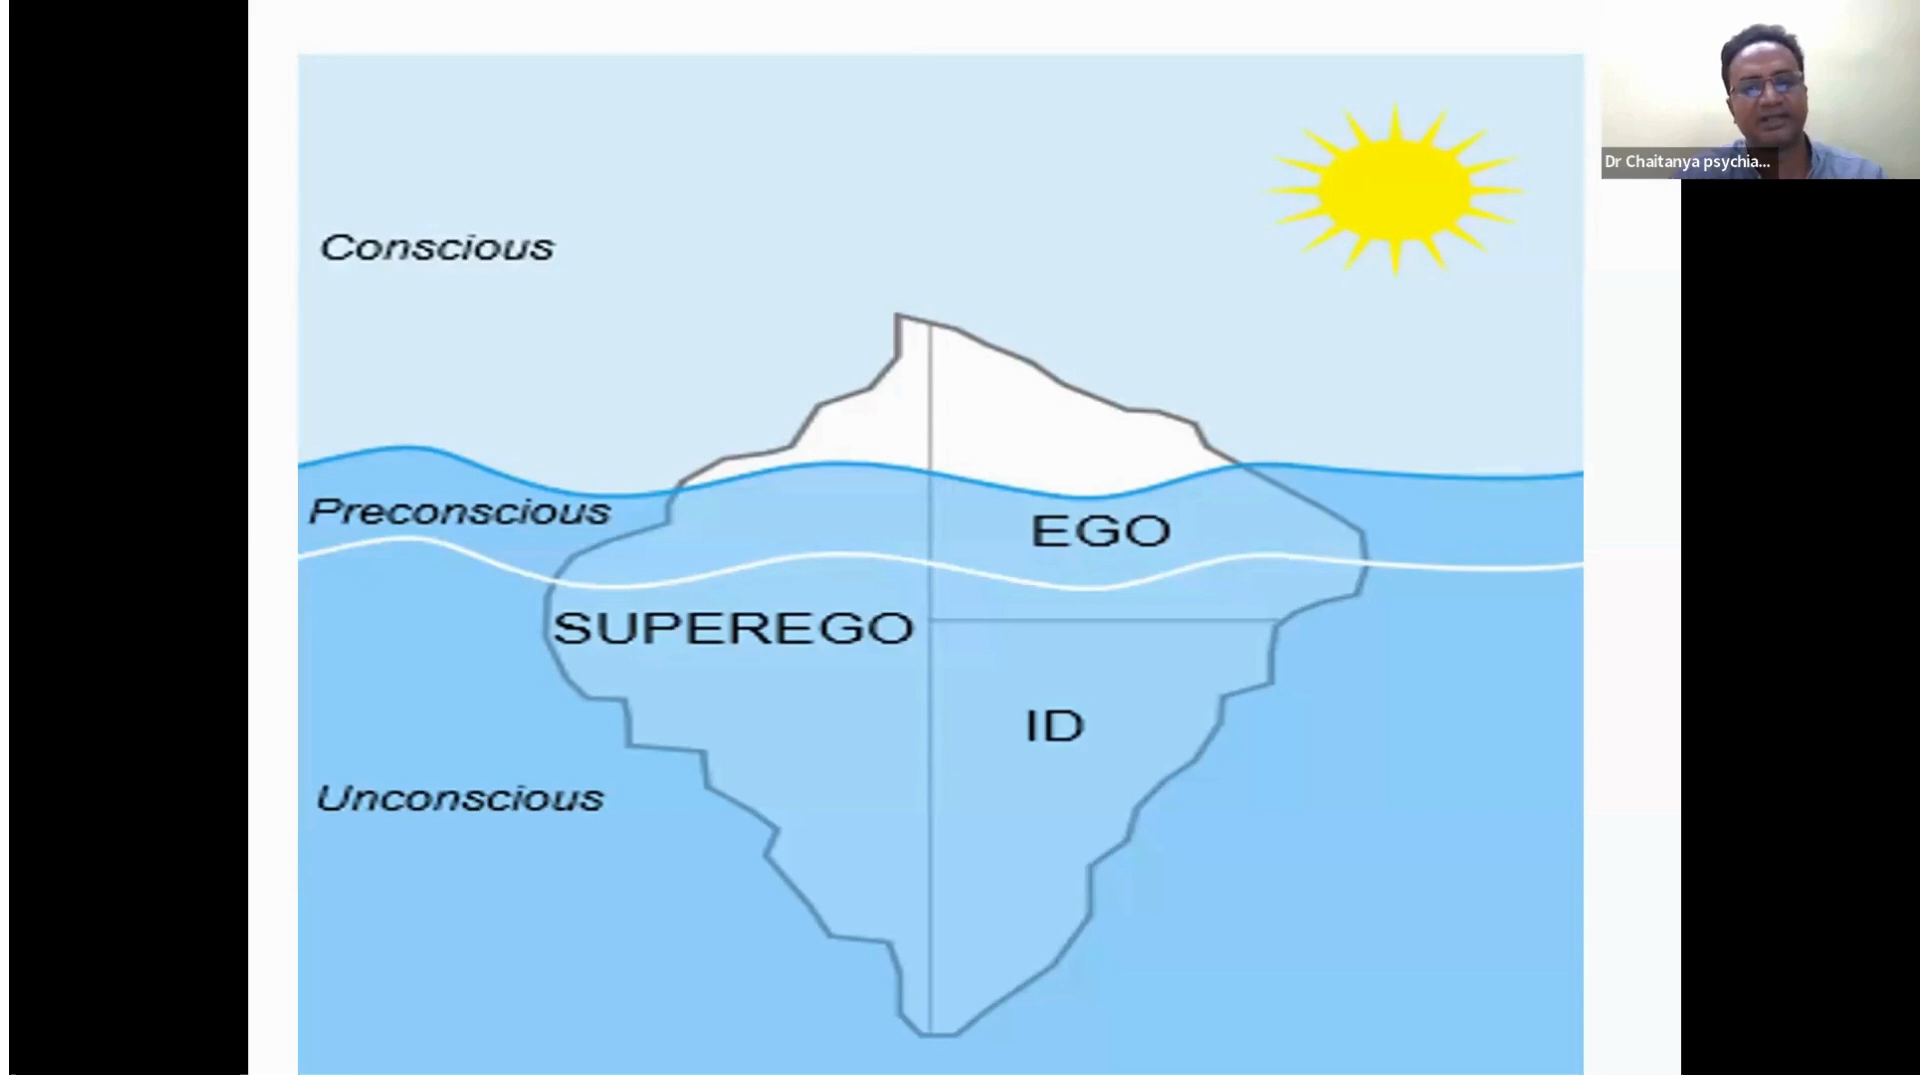 Dr Chaitanya psychia...
Conscious
Preconscious
EGO
SUPEREGO
ID
Unconscious